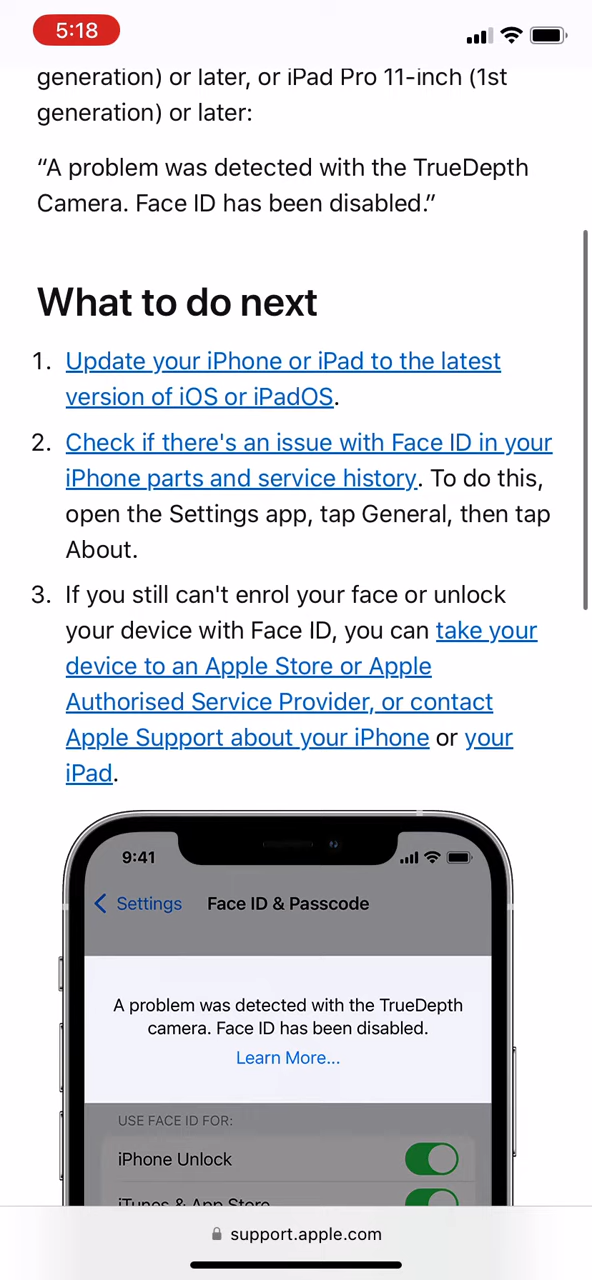 5:18
generation) or later, or iPad Pro 11-inch (1st
generation) or later:
“A problem was detected with the TrueDepth
Camera. Face ID has been disabled.”
What to do next
1. Update your iPhone or iPad to the latest
version of iOS or iPadOS.
2. Check if there's an issue with Face ID in your
iPhone parts and service history. To do this,
open the Settings app, tap General, then tap
About.
3. If you still can't enrol your face or unlock
your device with Face ID, you can take your
device to an Apple Store or Apple
Authorised Service Provider, or contact
Apple Support about your iPhone or your
iPad.
9:41
Settings Face ID & Passcode
A problem was detected with the TrueDepth
camera. Face ID has been disabled.
Learn More...
USE FACE ID FOR:
iPhone Unlock
iTunes & App Store
support.apple.com